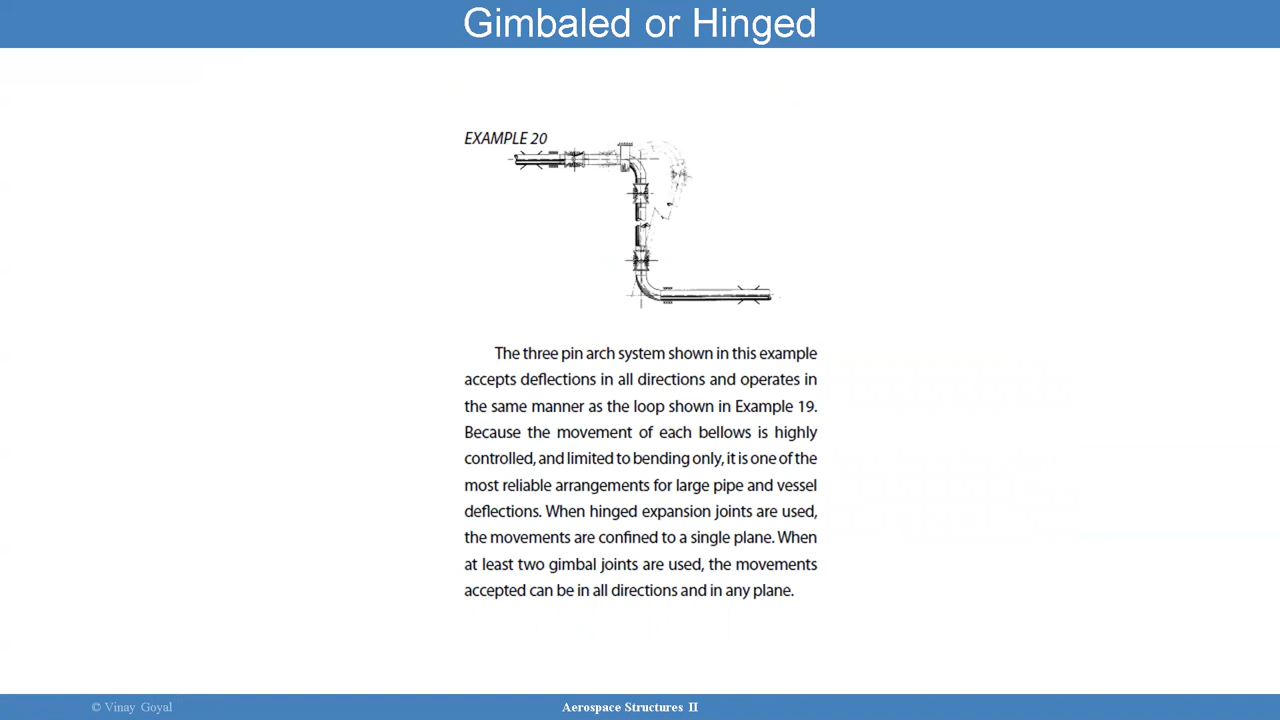 Gimbaled or Hinged
EXAMPLE 20
The three pin arch system shown in this example
accepts deflections in all directions and operates in
the same manner as the loop shown in Example 19.
Because the movement of each bellows is highly
controlled, and limited to bending only, it is one of the
most reliable arrangements for large pipe and vessel
deflections. When hinged expansion joints are used,
the movements are confined to a single plane. When
at least two gimbal joints are used, the movements
accepted can be in all directions and in any plane.
© Vinay Goyal
Aerospace Structures II